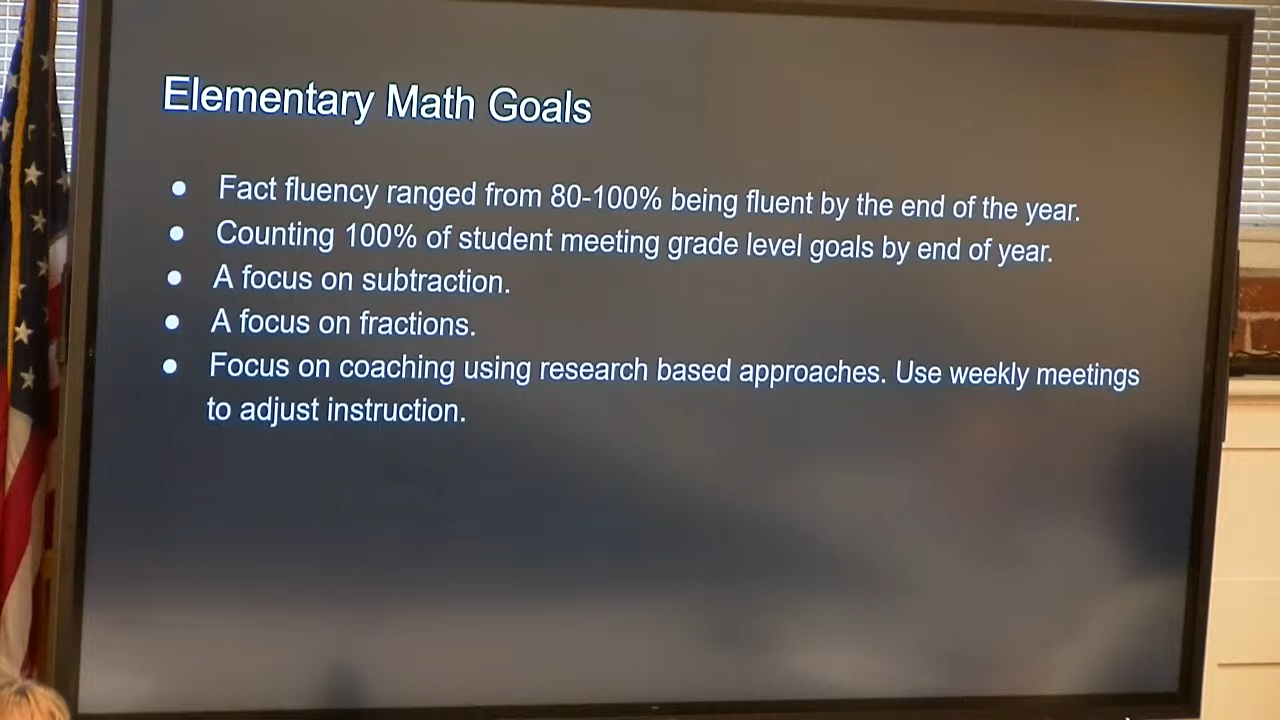 Elementary Math Goals
● Fact fluency ranged from 80-100% being fluent by the end of the year.
● Counting 100% of student meeting grade level goals by end of year.
● A focus on subtraction.
● A focus on fractions.
● Focus on coaching using research based approaches. Use weekly meetings
to adjust instruction.